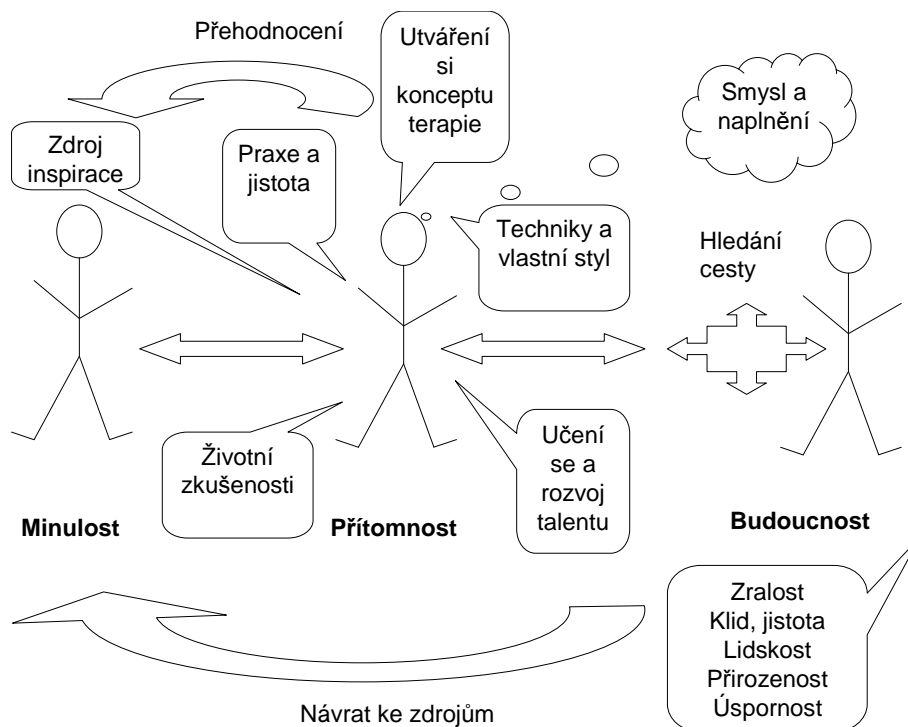 Přehodnocení
Utváření
si
konceptu
terapie
Smysl a
naplnění
Zdroj
inspirace
Praxe a
jistota
Techniky a
vlastní styl
Hledání
cesty
Životní
zkušenosti
Učení
se a
rozvoj
talentu
Minulost
Přítomnost
Budoucnost
Zralost
Klid, jistota
Lidskost
Přirozenost
Úspornost
Návrat ke zdrojům